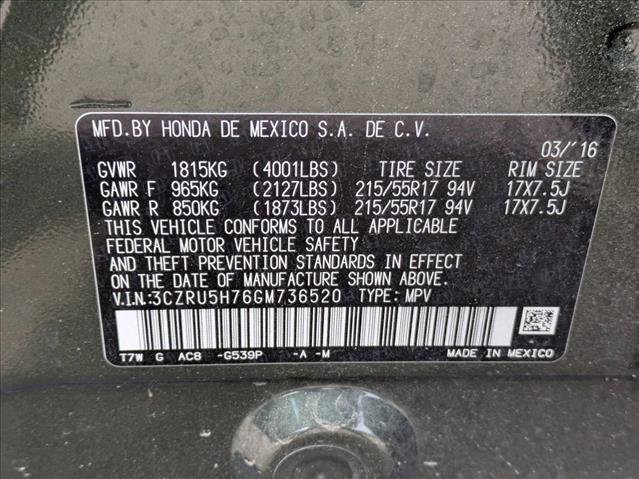 MFD.BY HONDA DE MEXICO S.A. DE C.V.
03/'16
GVWR 1815KG (4001LBS) TIRE SIZE RIM SIZE
GAWR F 965KG (2127LBS) 215/55R17 94V 17X7.5J
GAWR R 850KG (1873LBS) 215/55R17 94V 17X7.5J
THIS VEHICLE CONFORMS TO ALL APPLICABLE
FEDERAL MOTOR VEHICLE SAFETY
AND THEFT PREVENTION STANDARDS IN EFFECT ON
THE DATE OF MANUFACTURE SHOWN ABOVE.
V.I.N.:3CZRU5H76GM736520 TYPE: MPV
T7W G AC8 -G539P -A -M MADE IN MEXICO